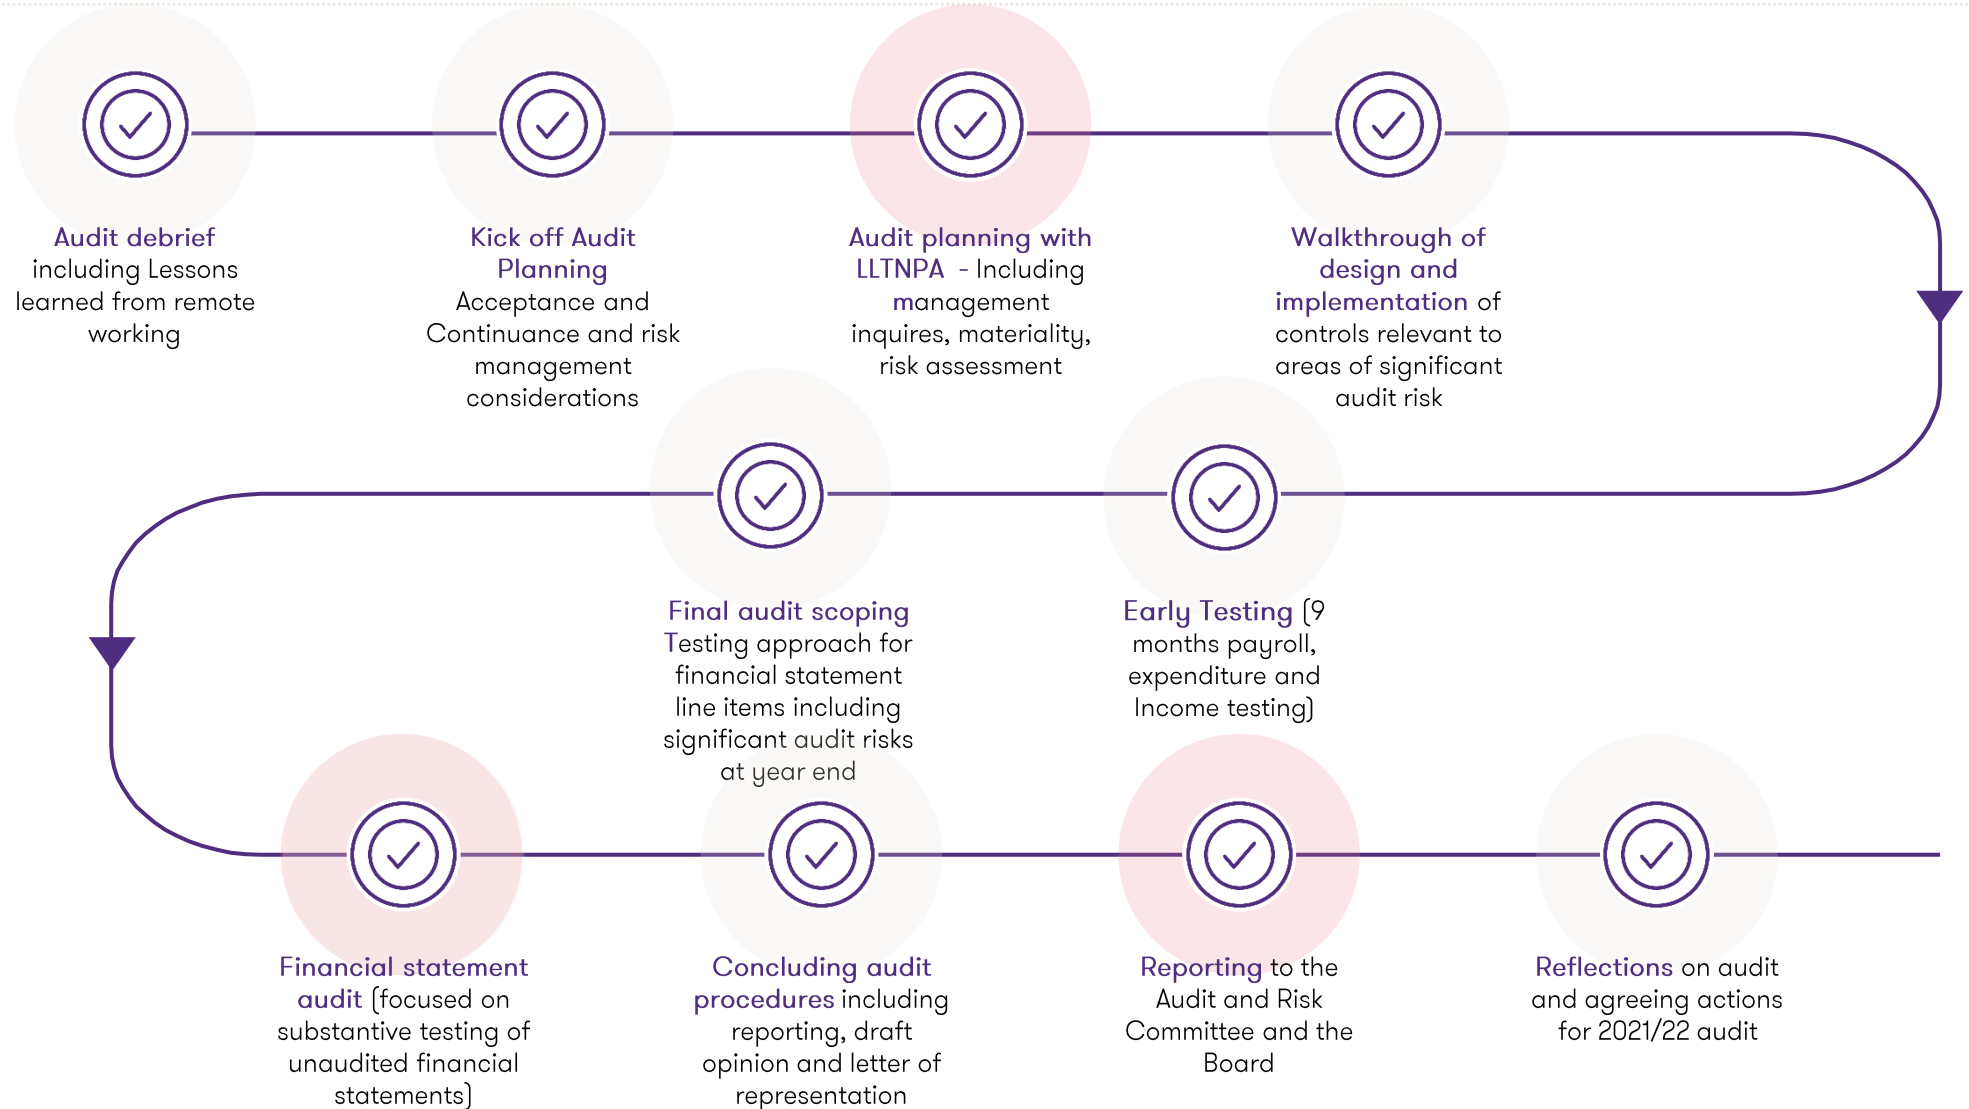 Audit debrief
including Lessons
learned from remote
working
Kick off Audit
Planning
Acceptance and
Continuance and risk
management
considerations
Audit planning with
LLTNPA - Including
management
inquires, materiality,
risk assessment
Walkthrough of
design and
implementation of
controls relevant to
areas of significant
audit risk
Early Testing (9
months payroll,
expenditure and
Income testing)
Final audit scoping
Testing approach for
financial statement
line items including
significant audit risks
at year end
Financial statement
audit (focused on
substantive testing of
unaudited financial
statements)
Concluding audit
procedures including
reporting, draft
opinion and letter of
representation
Reporting to the
Audit and Risk
Committee and the
Board
Reflections on audit
and agreeing actions
for 2021/22 audit